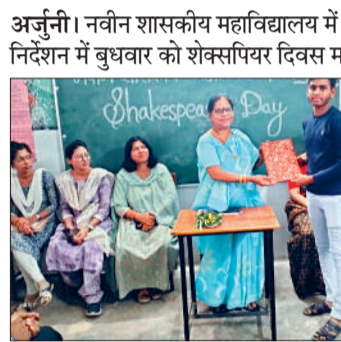 अर्जुनी। नवीन शासकीय महाविद्यालय में
निर्देशन में बुधवार को शेक्सपियर दिवस म
Shakespeare Day